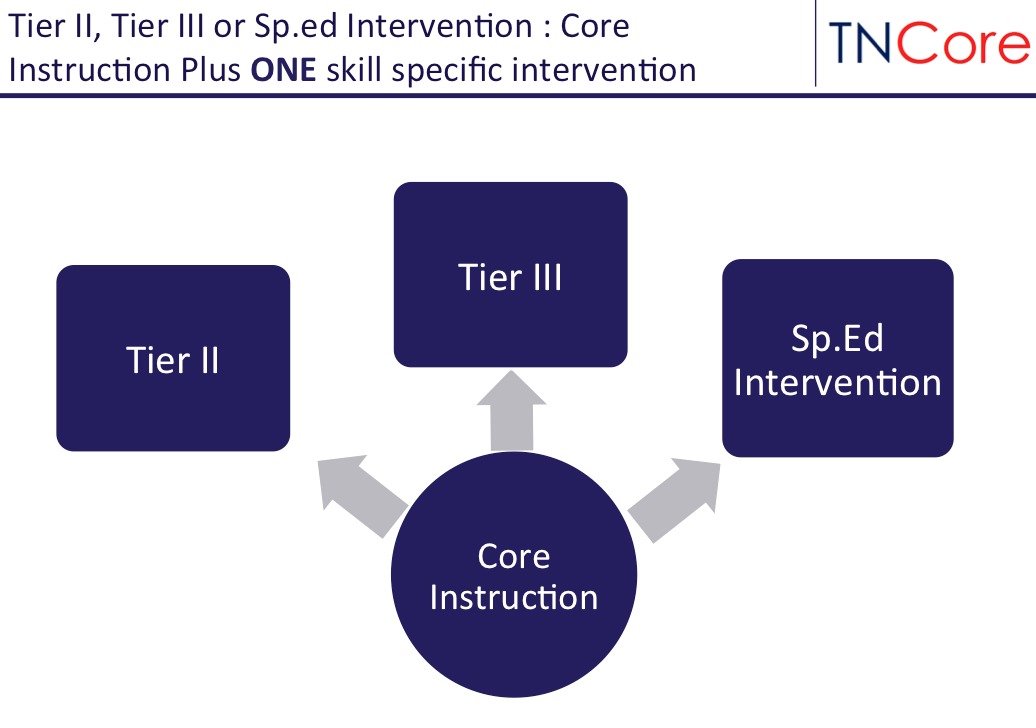 Tier II, Tier III or Sp.ed Intervention : Core
Instruction Plus ONE skill specific intervention
TNCore
Tier III
Tier II
Sp.Ed
Intervention
Core
Instruction